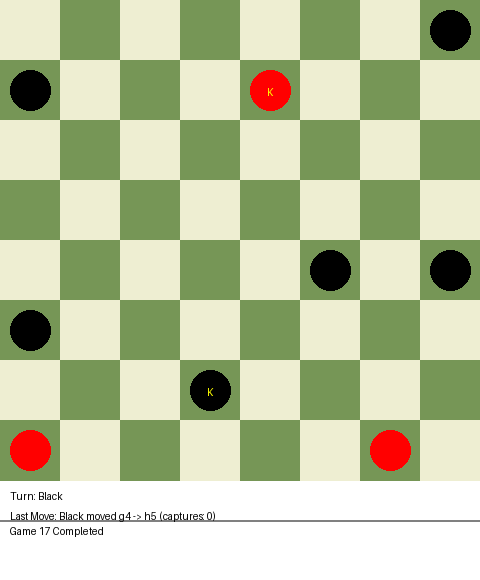 K
K
Turn: Black
Last Move: Black moved g4 -> h5 (captures: 0)
Game 17 Completed